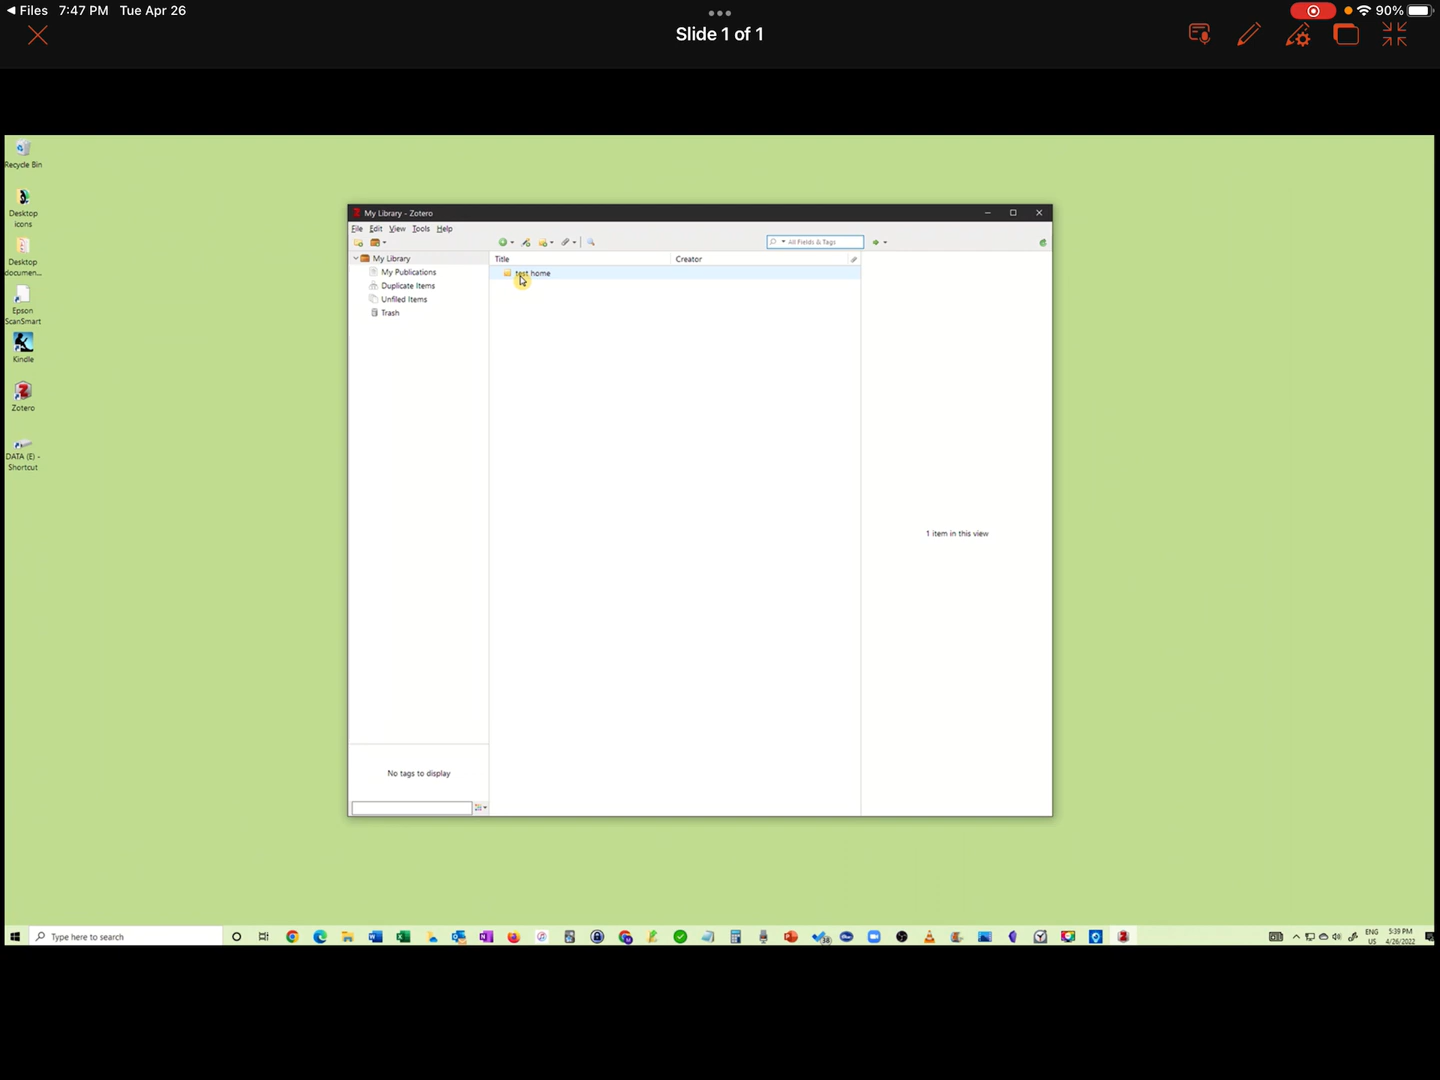 Files 7:47 PM Tue Apr 26
90%
Slide 1 of 1
Recycle Bin
Desktop
icons
Desktop
documen...
Epson
ScanSmart
Kindle
Zotero
DATA (E) -
Shortcut
My Library - Zotero
File Edit View Tools Help
All Fields & Tags
My Library
My Publications
Duplicate Items
Unfiled Items
Trash
Title Creator
test home
1 item in this view
No tags to display
Type here to search
ENG
US
5:39 PM
4/26/2022